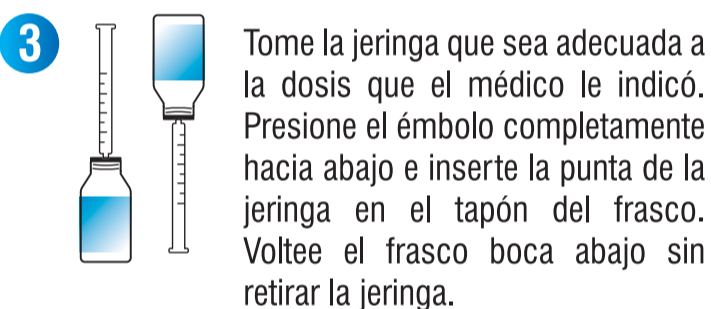 3
Tome la jeringa que sea adecuada a
la dosis que el médico le indicó.
Presione el émbolo completamente
hacia abajo e inserte la punta de la
jeringa en el tapón del frasco.
Voltee el frasco boca abajo sin
retirar la jeringa.